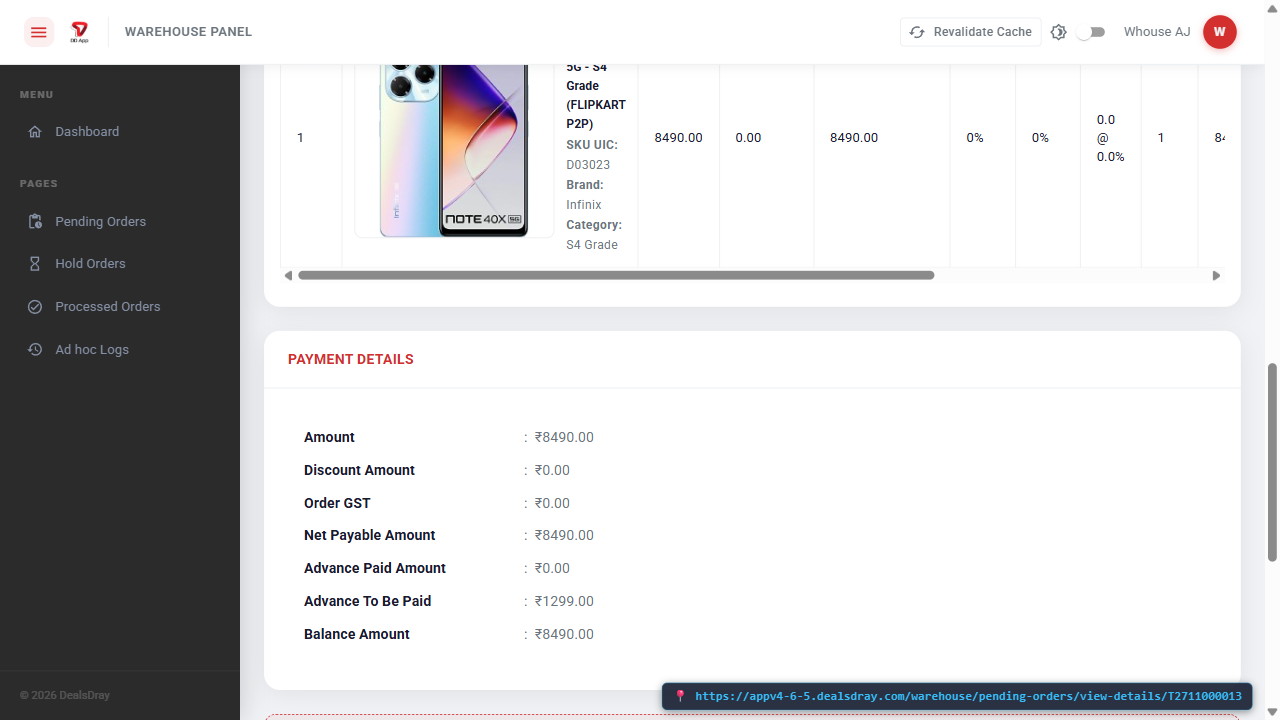 DD App
WAREHOUSE PANEL
Revalidate Cache
Whouse AJ
W
MENU
Dashboard
PAGES
Pending Orders
Hold Orders
Processed Orders
Ad hoc Logs
© 2026 DealsDray
1
Infinix
NOTE 40X 5G
5G - S4
Grade
(FLIPKART
P2P)
SKU UIC:
D03023
Brand:
Infinix
Category:
S4 Grade
8490.00
0.00
8490.00
0%
0%
0.0
@
0.0%
1
84
PAYMENT DETAILS
Amount : ₹8490.00
Discount Amount : ₹0.00
Order GST : ₹0.00
Net Payable Amount : ₹8490.00
Advance Paid Amount : ₹0.00
Advance To Be Paid : ₹1299.00
Balance Amount : ₹8490.00
https://appv4-6-5.dealsdray.com/warehouse/pending-orders/view-details/T2711000013